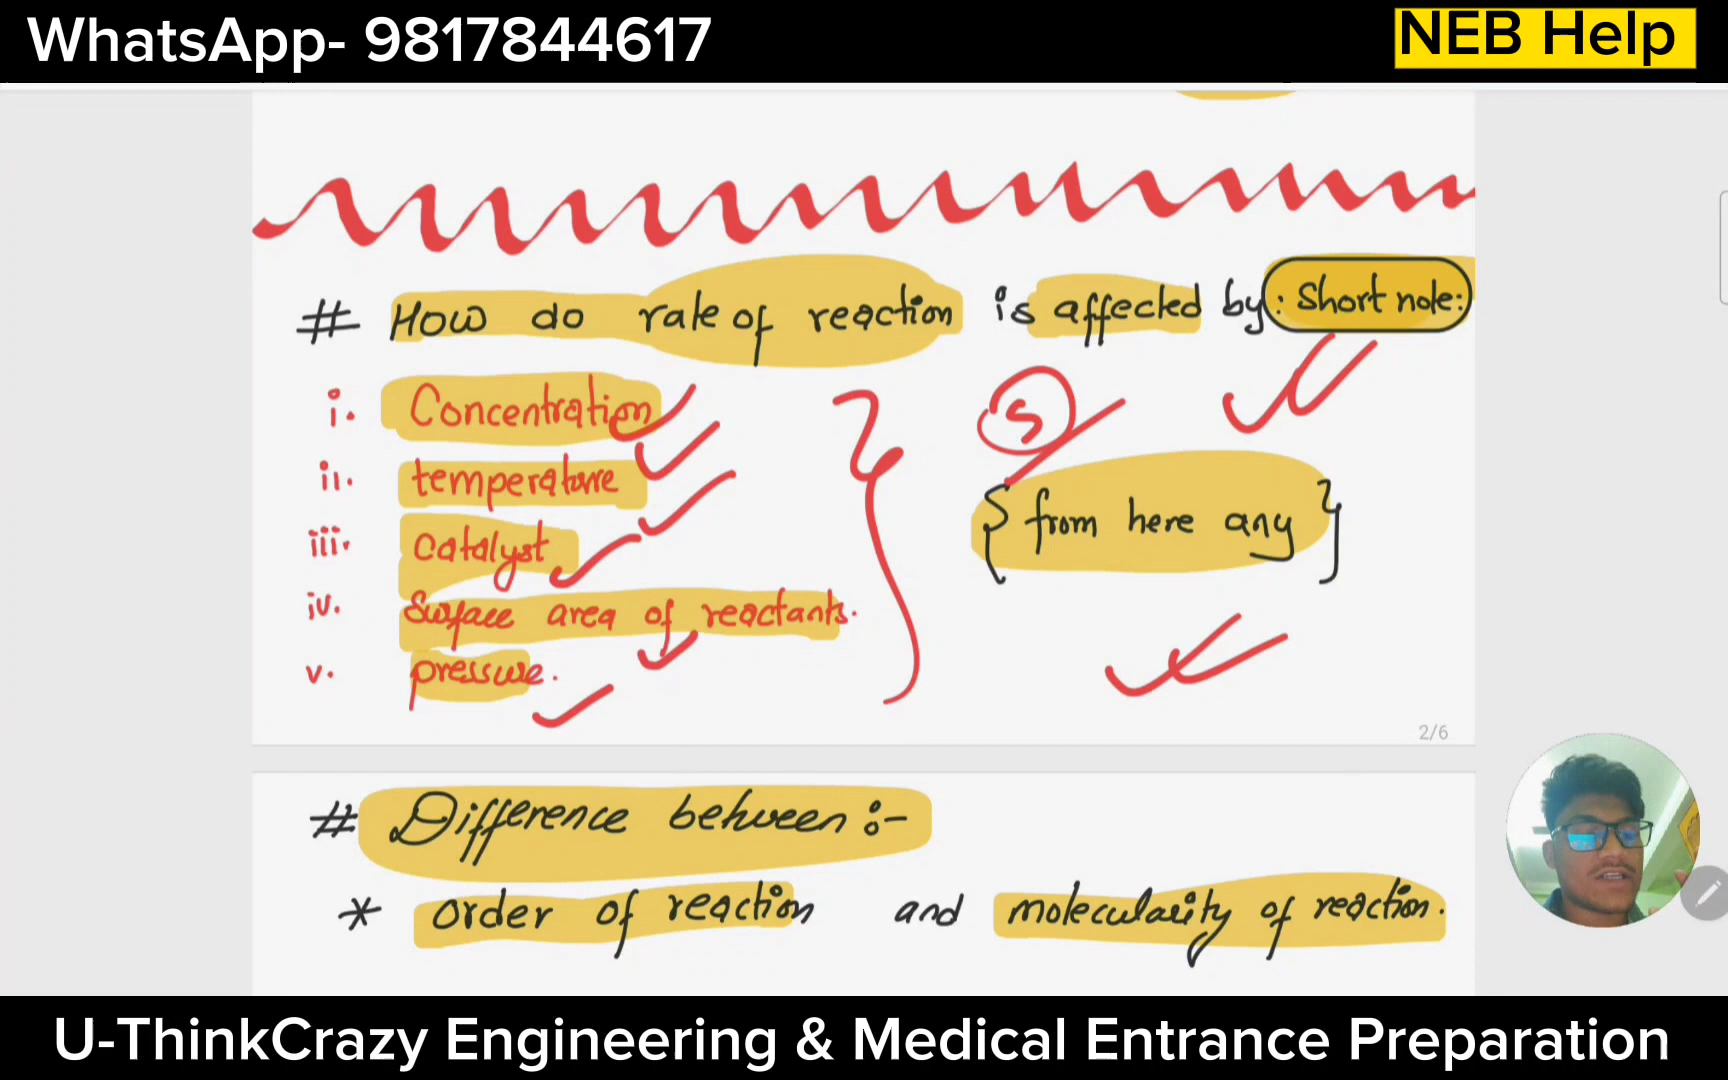 WhatsApp- 9817844617
NEB Help
# How do rate of reaction is affected by : Short note:
i. Concentration
5
ii. temperature
{ from here any }
iii. catalyst
iv. Surface area of reactants.
v. pressure.
2/6
# Difference between :-
* order of reaction and molecularity of reaction.
U-ThinkCrazy Engineering & Medical Entrance Preparation